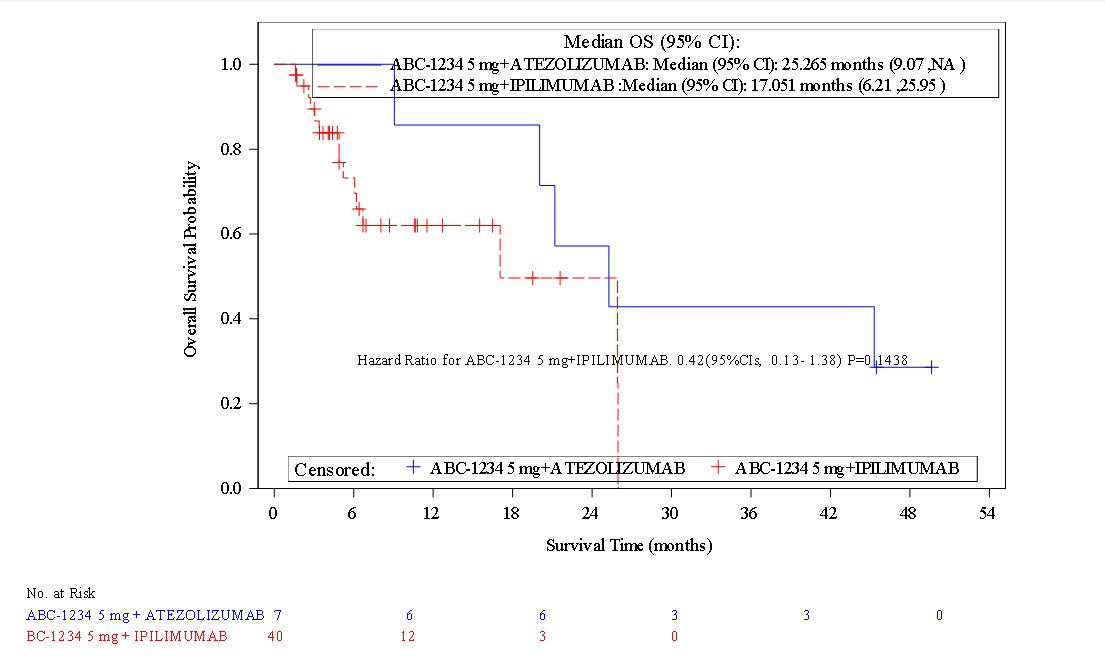 Median OS (95% CI):
ABC-1234 5 mg+ATEZOLIZUMAB: Median (95% CI): 25.265 months (9.07 ,NA )
ABC-1234 5 mg+IPILIMUMAB :Median (95% CI): 17.051 months (6.21 ,25.95 )
1.0
0.8
0.6
0.4
0.2
0.0
Overall Survival Probability
Hazard Ratio for ABC-1234 5 mg+IPILIMUMAB. 0.42(95%CIs, 0.13- 1.38) P=0.1438
Censored: ABC-1234 5 mg+ATEZOLIZUMAB ABC-1234 5 mg+IPILIMUMAB
0 6 12 18 24 30 36 42 48 54
Survival Time (months)
No. at Risk
ABC-1234 5 mg + ATEZOLIZUMAB 7 6 6 3 3 0
BC-1234 5 mg + IPILIMUMAB 40 12 3 0